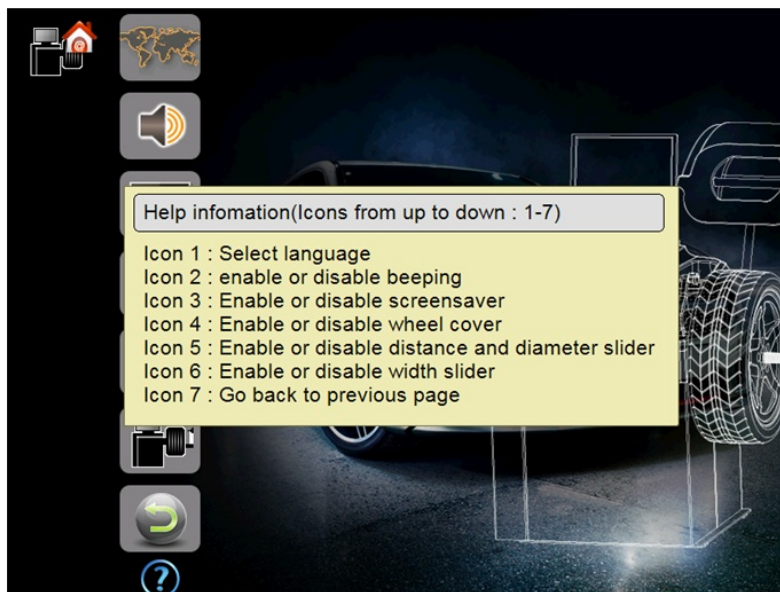 Help infomation(Icons from up to down : 1-7)
Icon 1 : Select language
Icon 2 : enable or disable beeping
Icon 3 : Enable or disable screensaver
Icon 4 : Enable or disable wheel cover
Icon 5 : Enable or disable distance and diameter slider
Icon 6 : Enable or disable width slider
Icon 7 : Go back to previous page
?